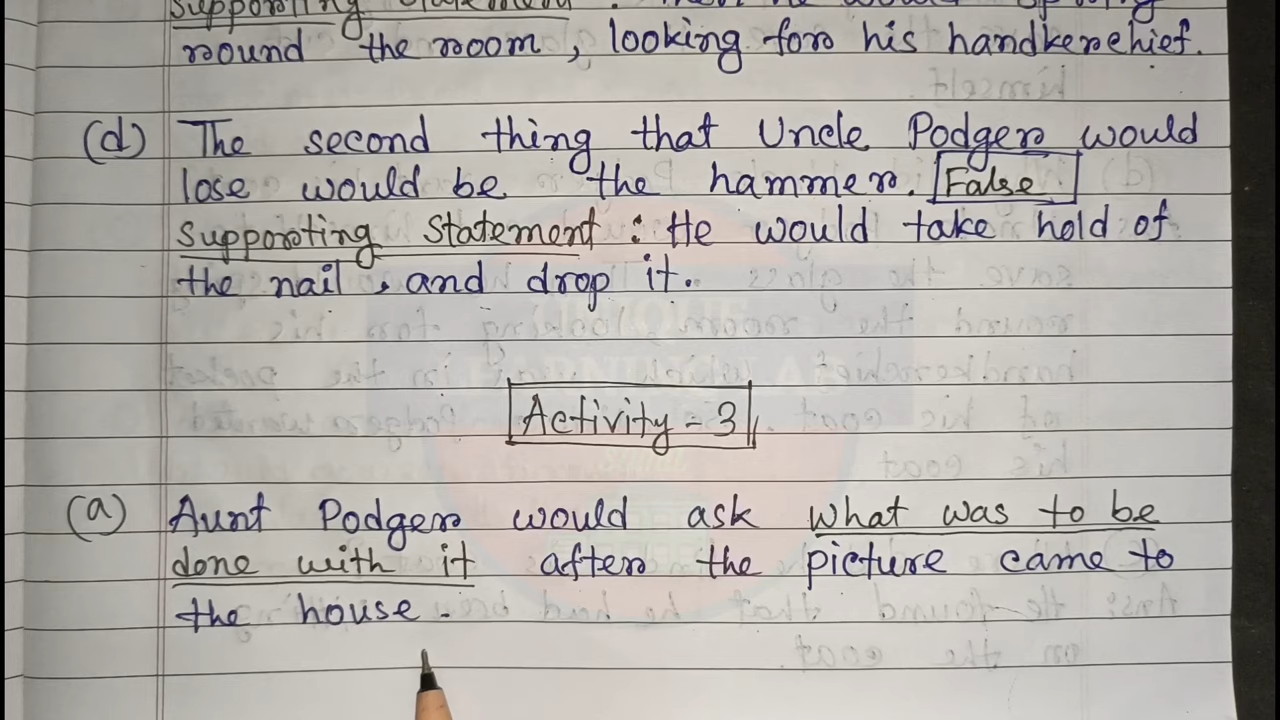 Supporting
round the room, looking for his handkerchief.
(d) The second thing that Uncle Podger would
lose would be the hammer. False
Supporting Statement : He would take hold of
the nail, and drop it.
Activity - 3
(a) Aunt Podger would ask what was to be
done with it after the picture came to
the house.